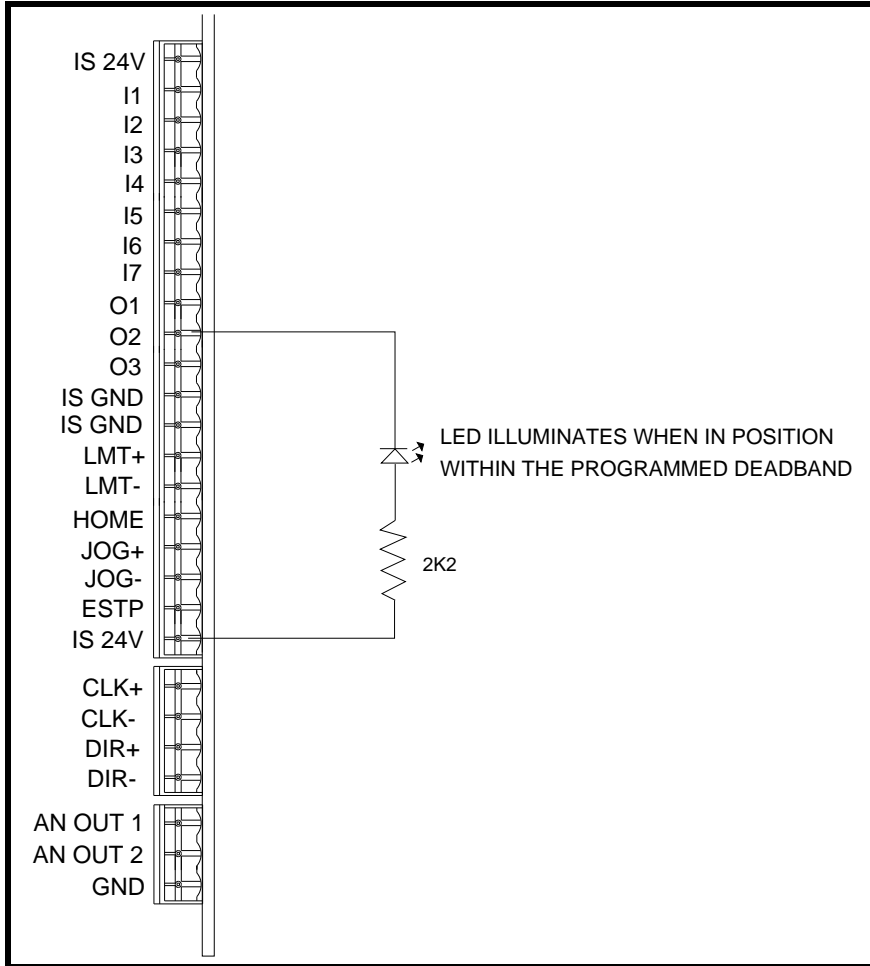 IS 24V
I1
I2
I3
I4
I5
I6
I7
O1
O2
O3
IS GND
IS GND
LMT+
LMT-
HOME
JOG+
JOG-
ESTP
IS 24V
CLK+
CLK-
DIR+
DIR-
AN OUT 1
AN OUT 2
GND
LED ILLUMINATES WHEN IN POSITION
WITHIN THE PROGRAMMED DEADBAND
2K2